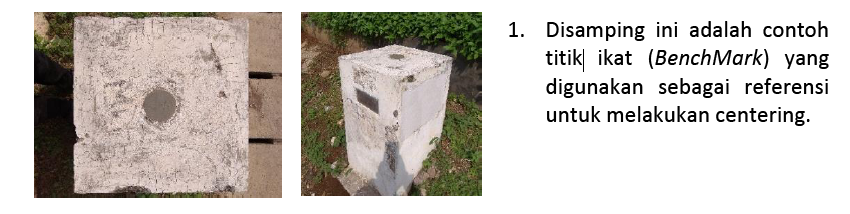 1. Disamping ini adalah contoh
titik ikat (BenchMark) yang
digunakan sebagai referensi
untuk melakukan centering.